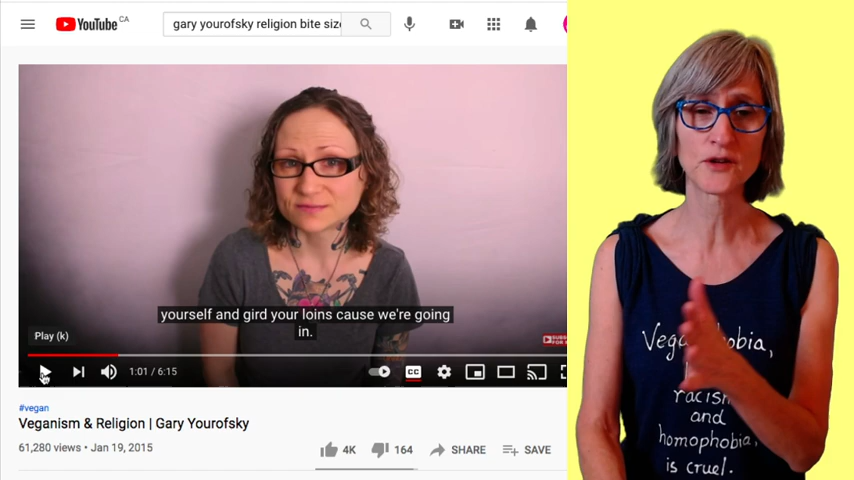 YouTube CA
gary yourofsky religion bite siz
yourself and gird your loins cause we're going
in.
Play (k)
CC
1:01 / 6:15
#vegan
Veganism & Religion | Gary Yourofsky
61,280 views • Jan 19, 2015
4K
164
SHARE
SAVE
is cruel.
homophobia,
and